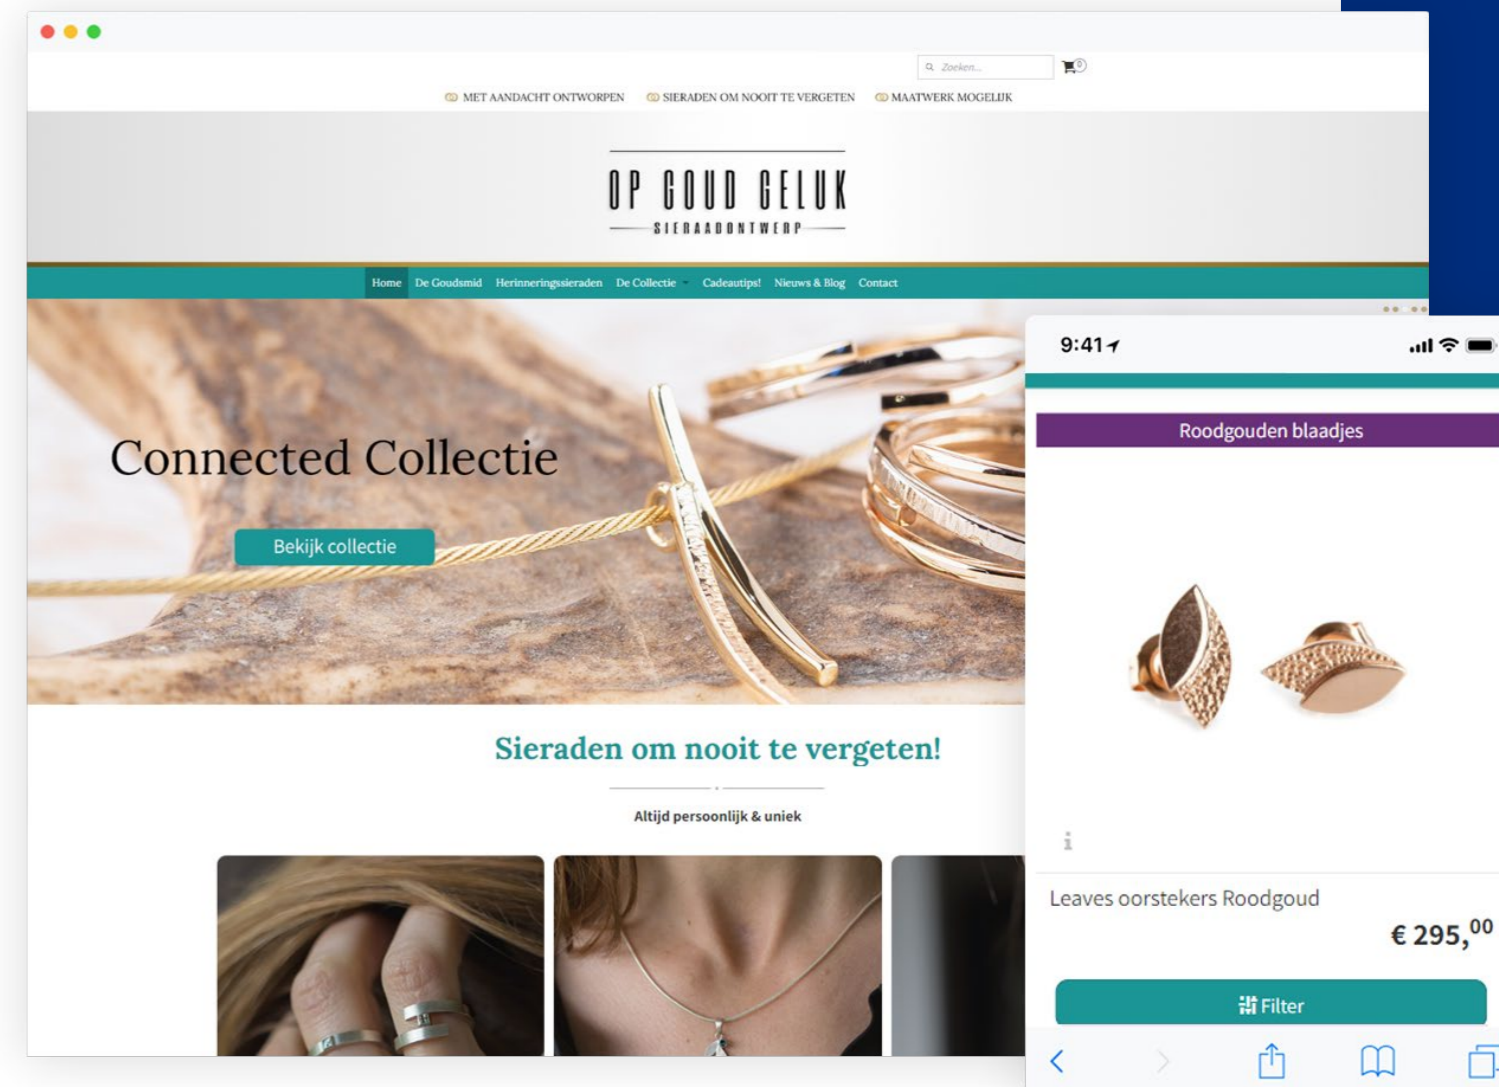 Zoeken...
0
MET AANDACHT ONTWORPEN
SIERADEN OM NOOIT TE VERGETEN
MAATWERK MOGELIJK
OP GOUD GELUK
SIERAADONTWERP
Home De Goudsmid Herinneringssieraden De Collectie Cadeautips! Nieuws & Blog Contact
Connected Collectie
Bekijk collectie
Sieraden om nooit te vergeten!
Altijd persoonlijk & uniek
9:41
Roodgouden blaadjes
i
Leaves oorstekers Roodgoud
€ 295,00
Filter